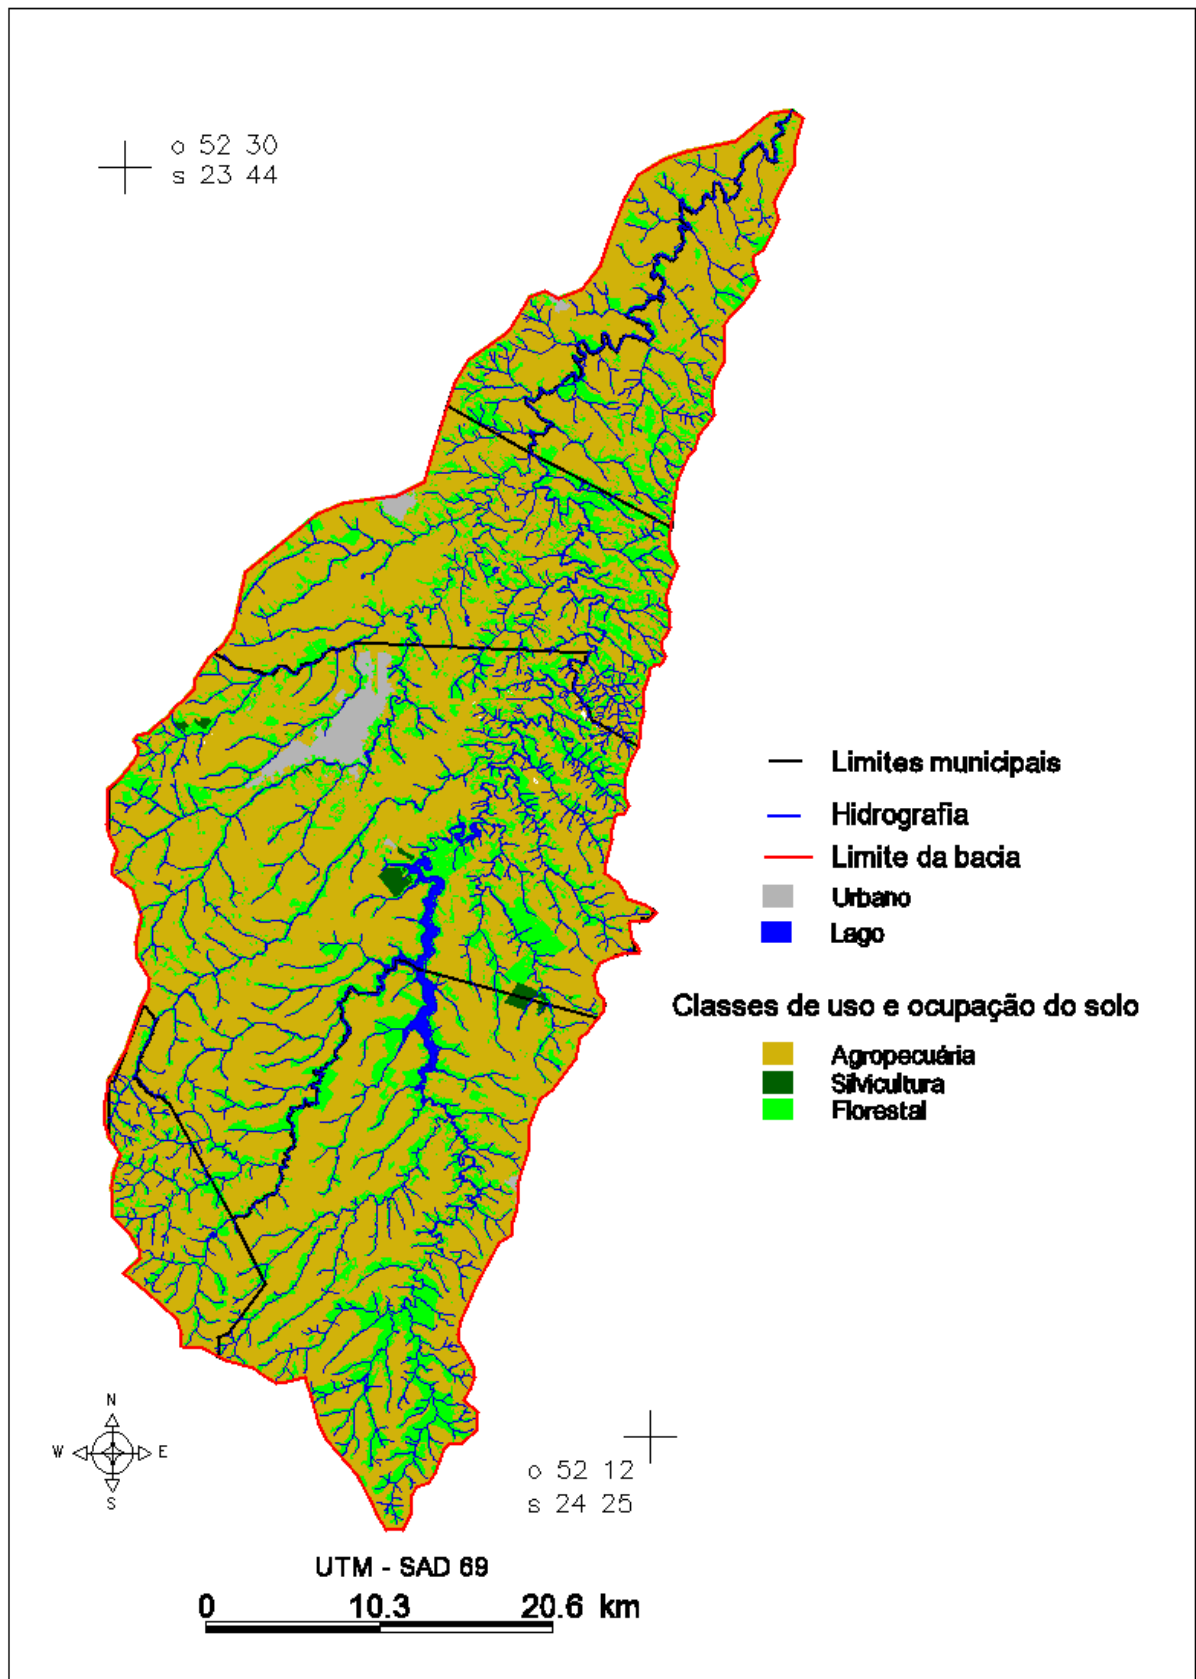 o 52 30
s 23 44
Limites municipais
Hidrografia
Limite da bacia
Urbano
Lago
Classes de uso e ocupação do solo
Agropecuária
Silvicultura
Florestal
N
W E
S
o 52 12
s 24 25
UTM - SAD 69
0 10.3 20.6 km